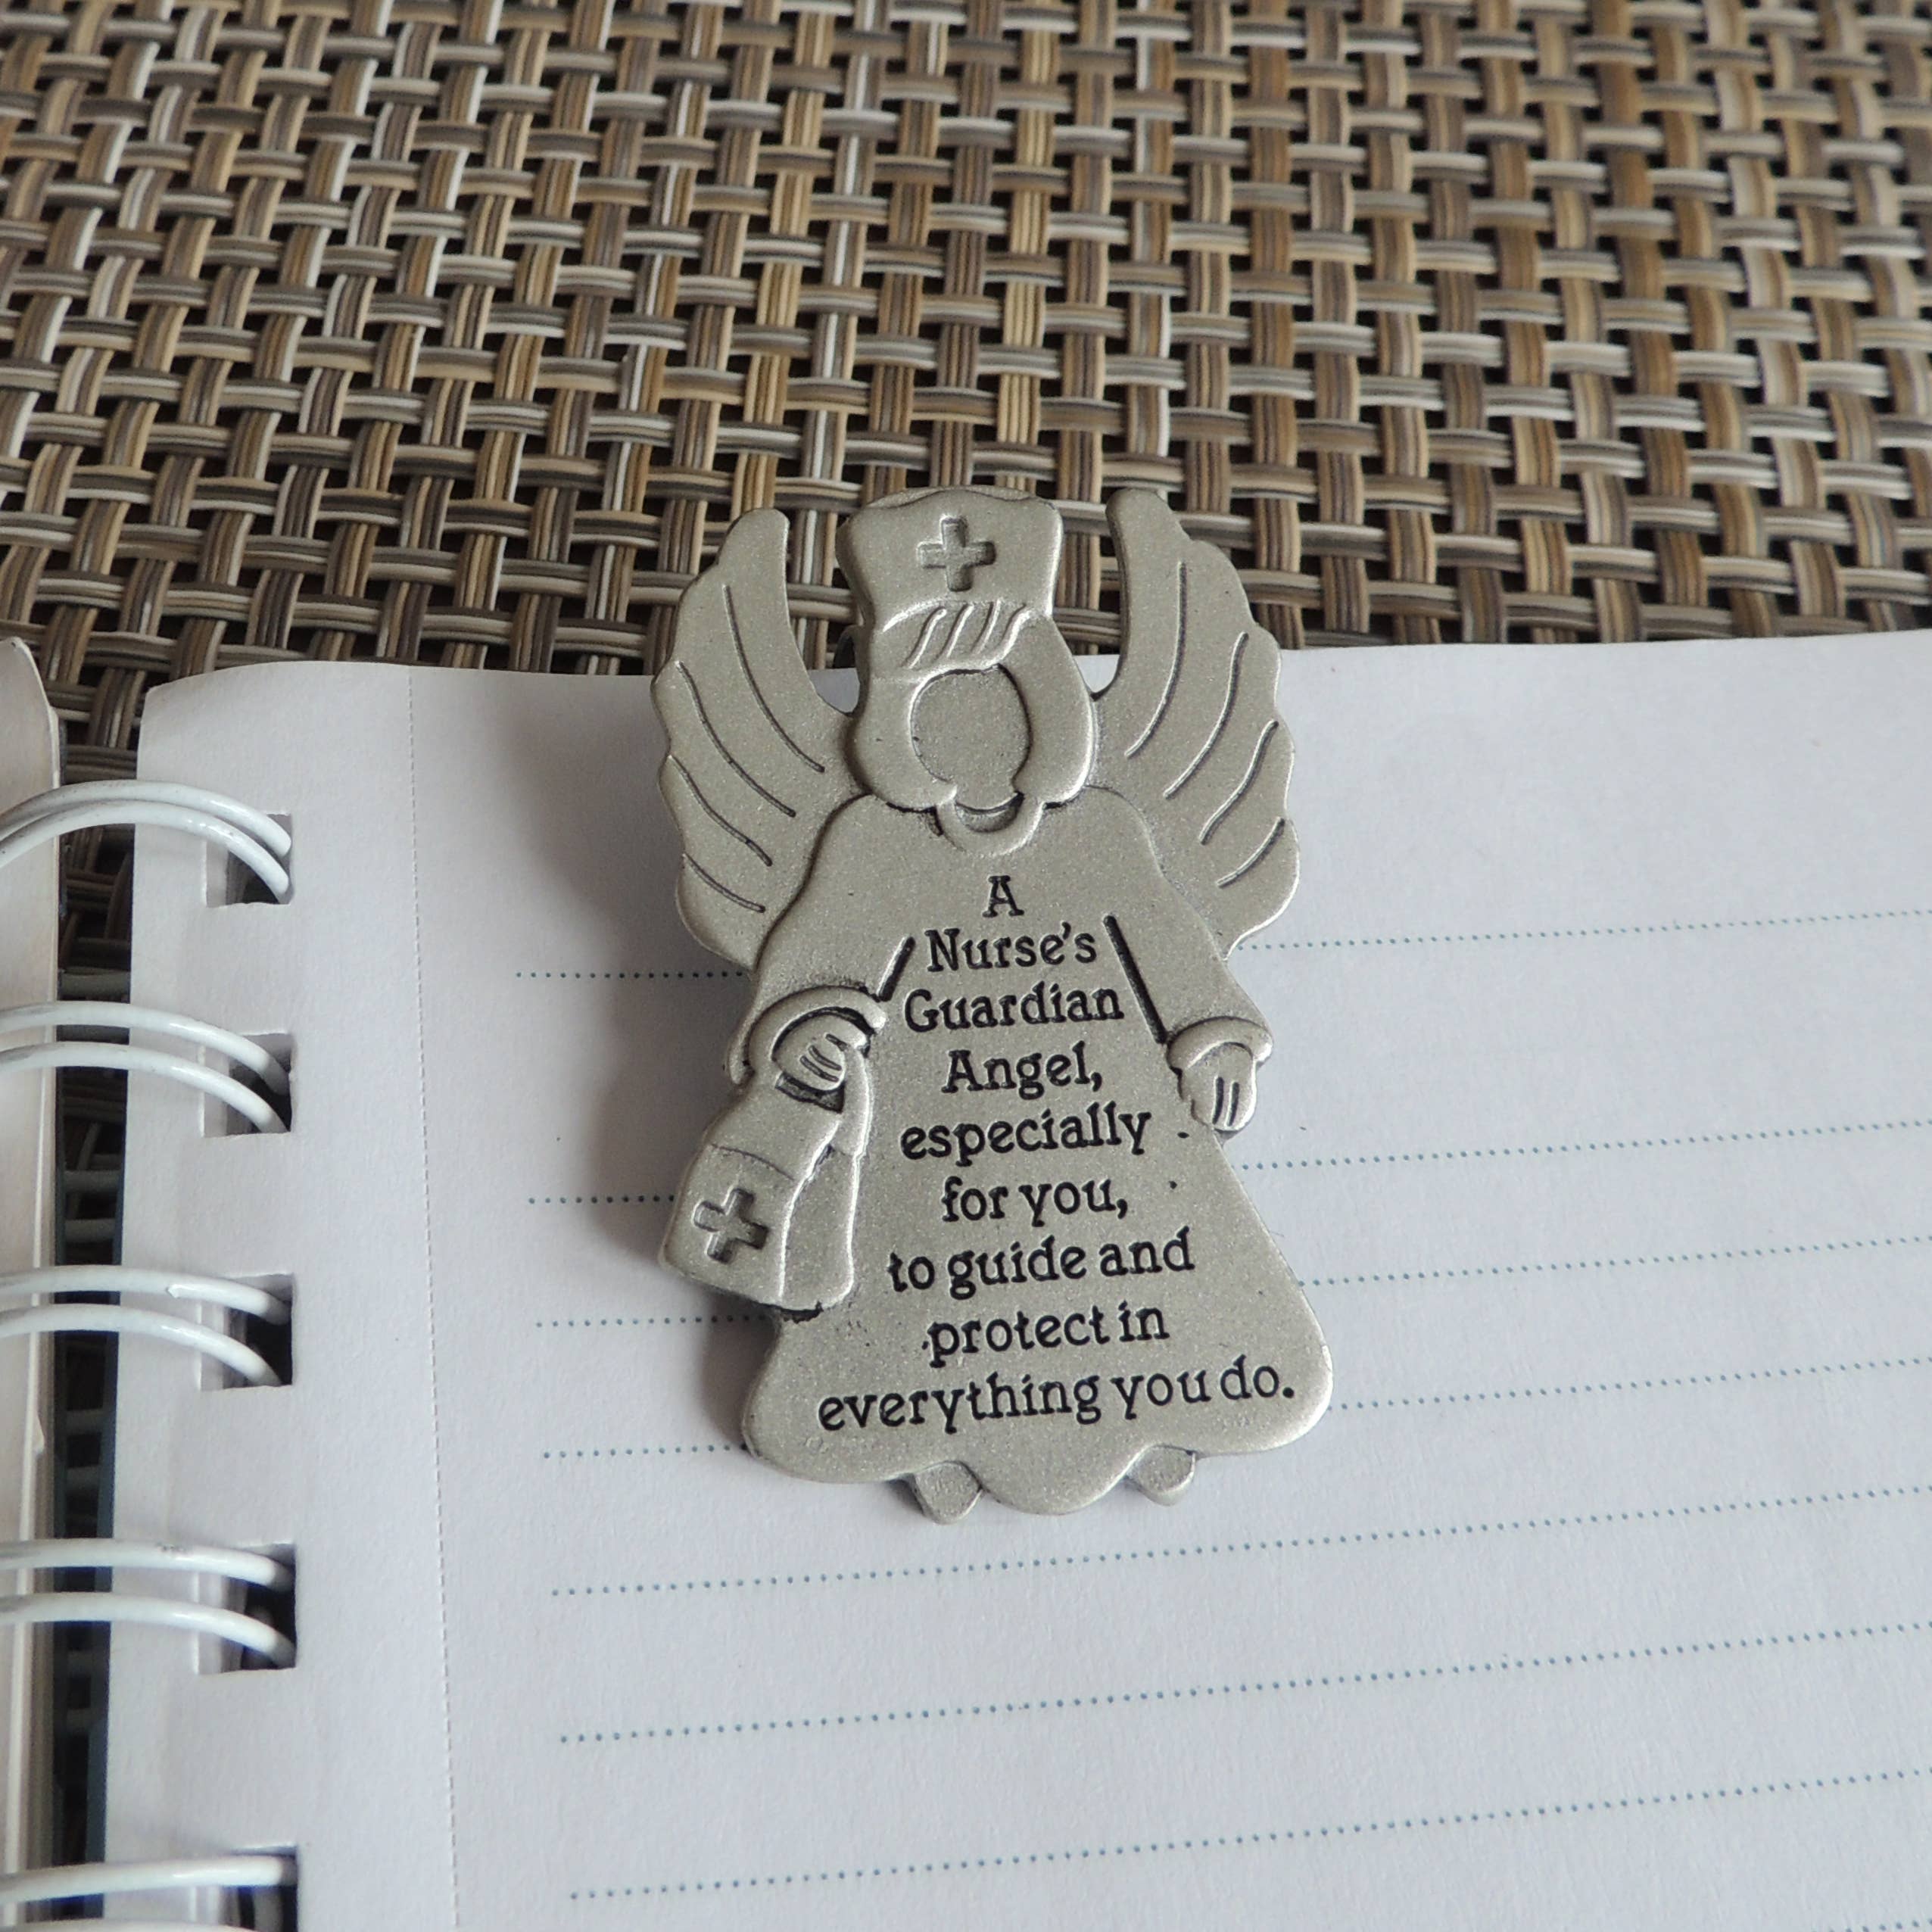 A
Nurse's
Guardian
Angel,
especially
for you,
to guide and
protect in
everything you do.